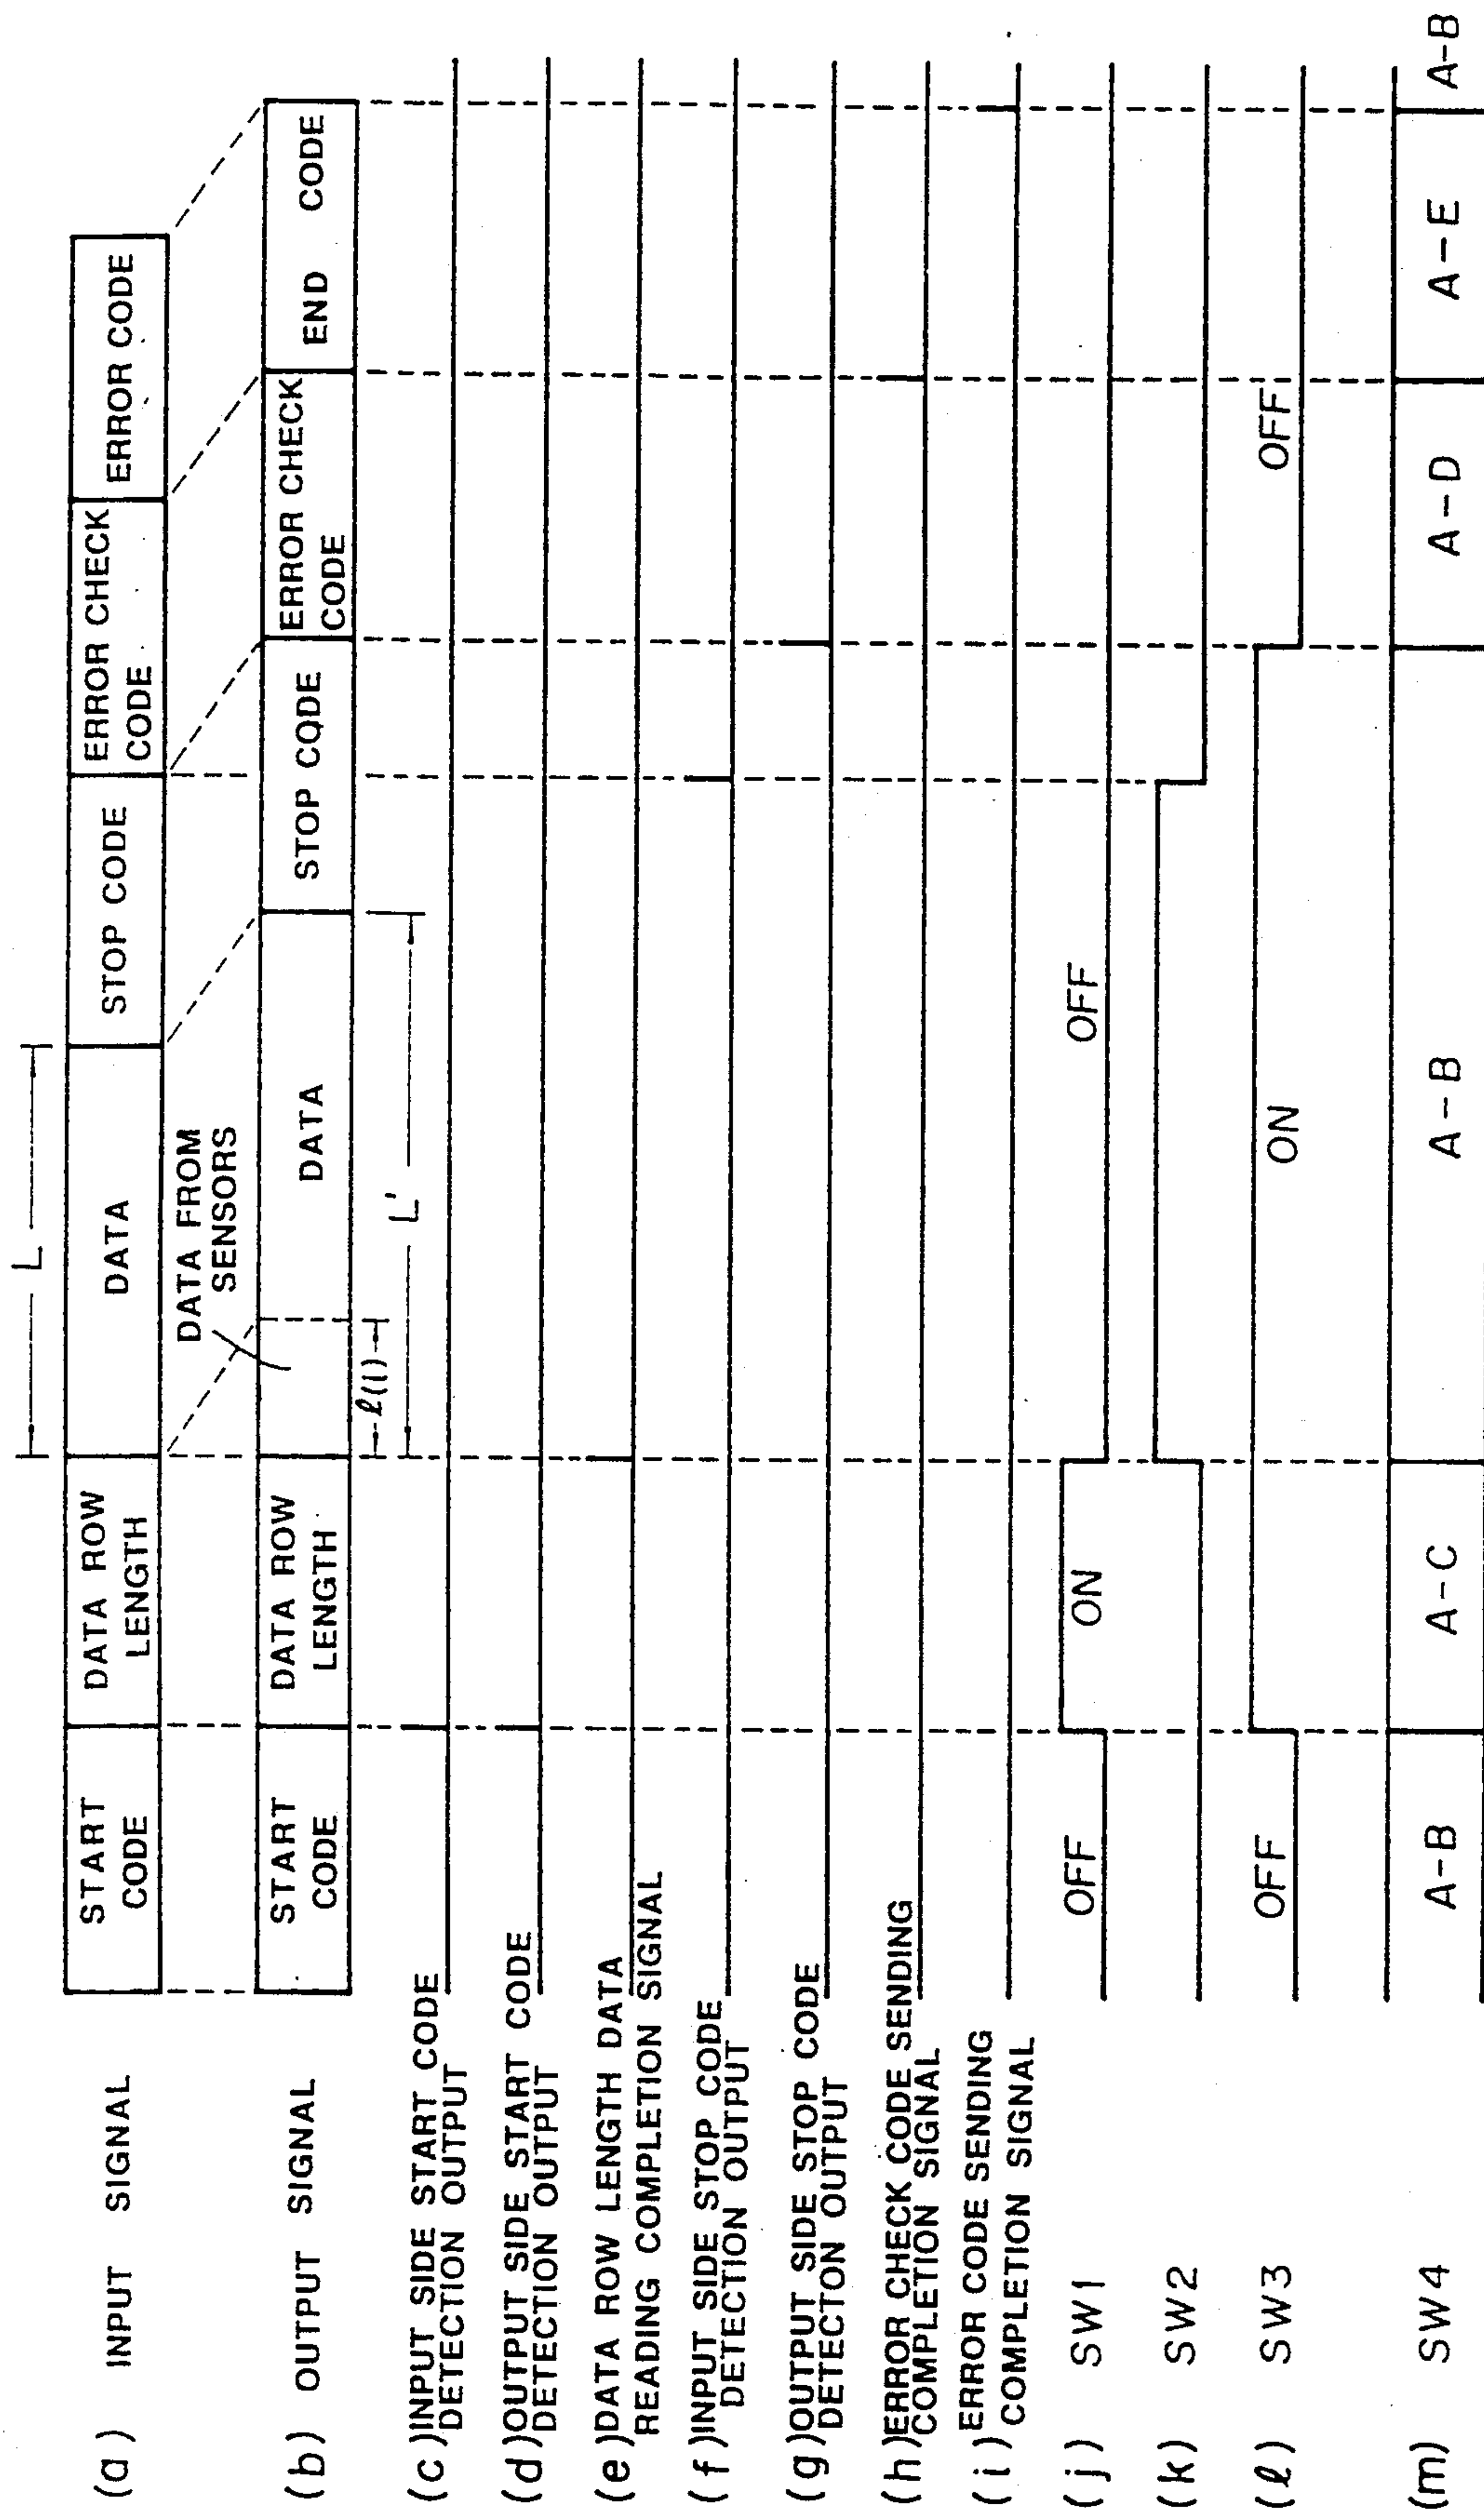 (a) INPUT SIGNAL
START CODE
DATA ROW LENGTH
L
DATA
STOP CODE
ERROR CHECK CODE
ERROR CODE
DATA FROM SENSORS
(b) OUTPUT SIGNAL
START CODE
DATA ROW LENGTH
DATA
STOP CODE
ERROR CHECK CODE
END CODE
ℓ(1)
L'
(c) INPUT SIDE START CODE
DETECTION OUTPUT
(d) OUTPUT SIDE START CODE
DETECTION OUTPUT
(e) DATA ROW LENGTH DATA
READING COMPLETION SIGNAL
(f) INPUT SIDE STOP CODE
DETECTION OUTPUT
(g) OUTPUT SIDE STOP CODE
DETECTON OUTPUT
(h) ERROR CHECK CODE SENDING
COMPLETION SIGNAL
(i) ERROR CODE SENDING
COMPLETION SIGNAL
(j) SW1 OFF ON OFF
(k) SW2
(ℓ) SW3 OFF ON OFF
(m) SW4 A-B A-C A-B A-D A-E A-B